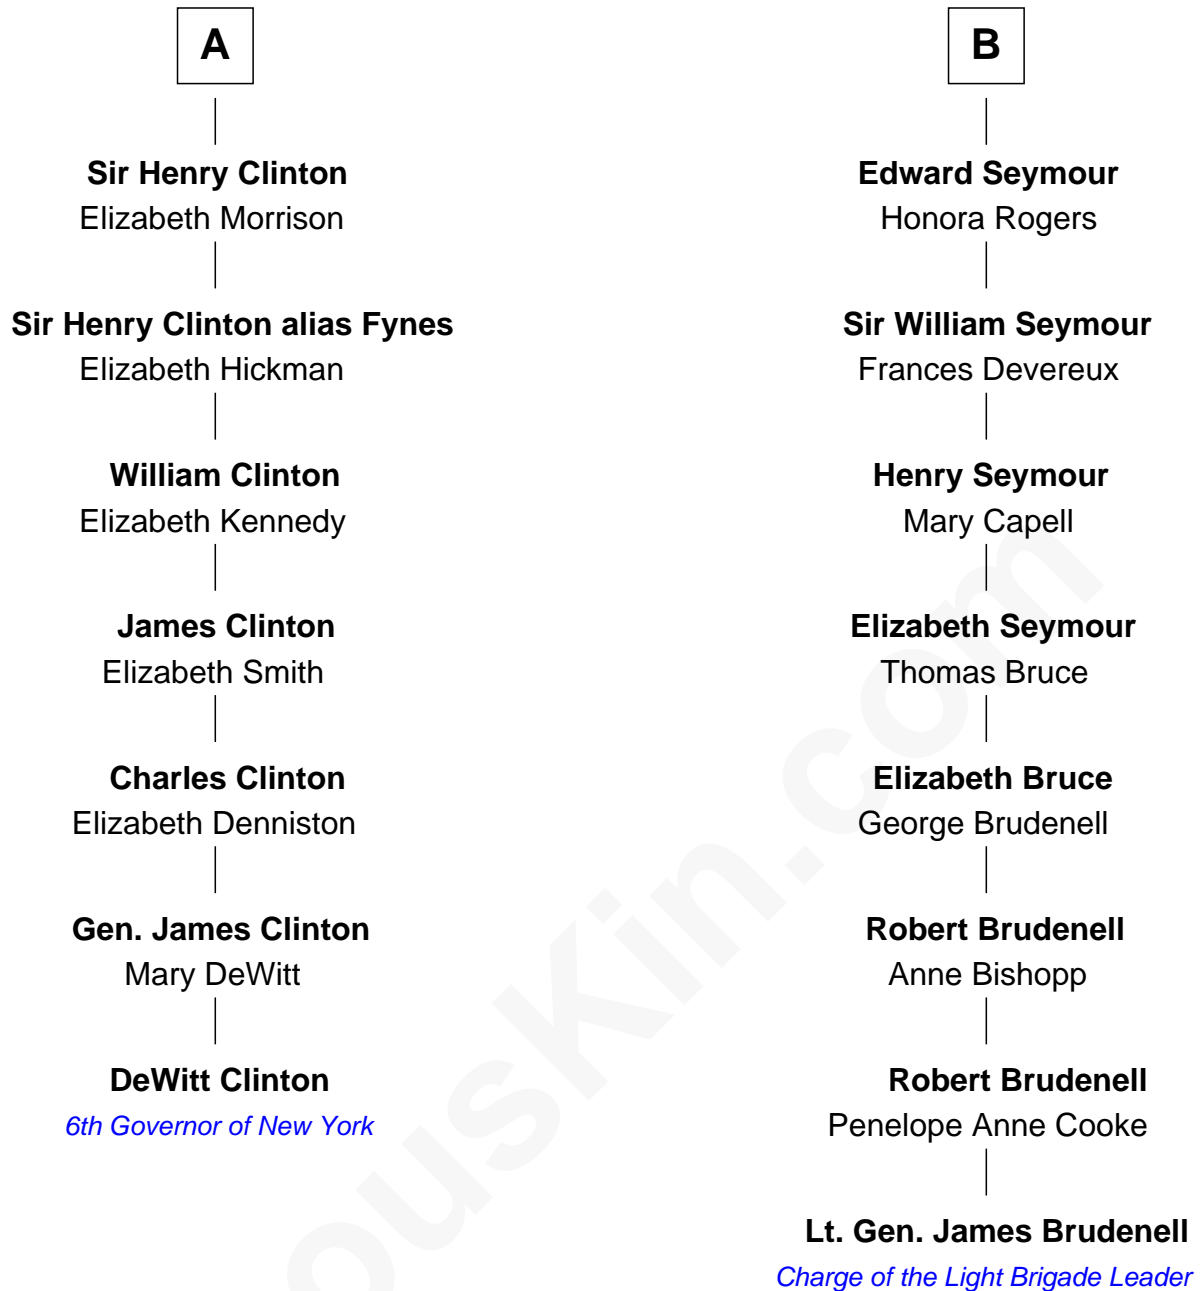 A
Sir Henry Clinton
Elizabeth Morrison
Sir Henry Clinton alias Fynes
Elizabeth Hickman
William Clinton
Elizabeth Kennedy
James Clinton
Elizabeth Smith
Charles Clinton
Elizabeth Denniston
Gen. James Clinton
Mary DeWitt
DeWitt Clinton
6th Governor of New York
B
Edward Seymour
Honora Rogers
Sir William Seymour
Frances Devereux
Henry Seymour
Mary Capell
Elizabeth Seymour
Thomas Bruce
Elizabeth Bruce
George Brudenell
Robert Brudenell
Anne Bishopp
Robert Brudenell
Penelope Anne Cooke
Lt. Gen. James Brudenell
Charge of the Light Brigade Leader
ousKin.com